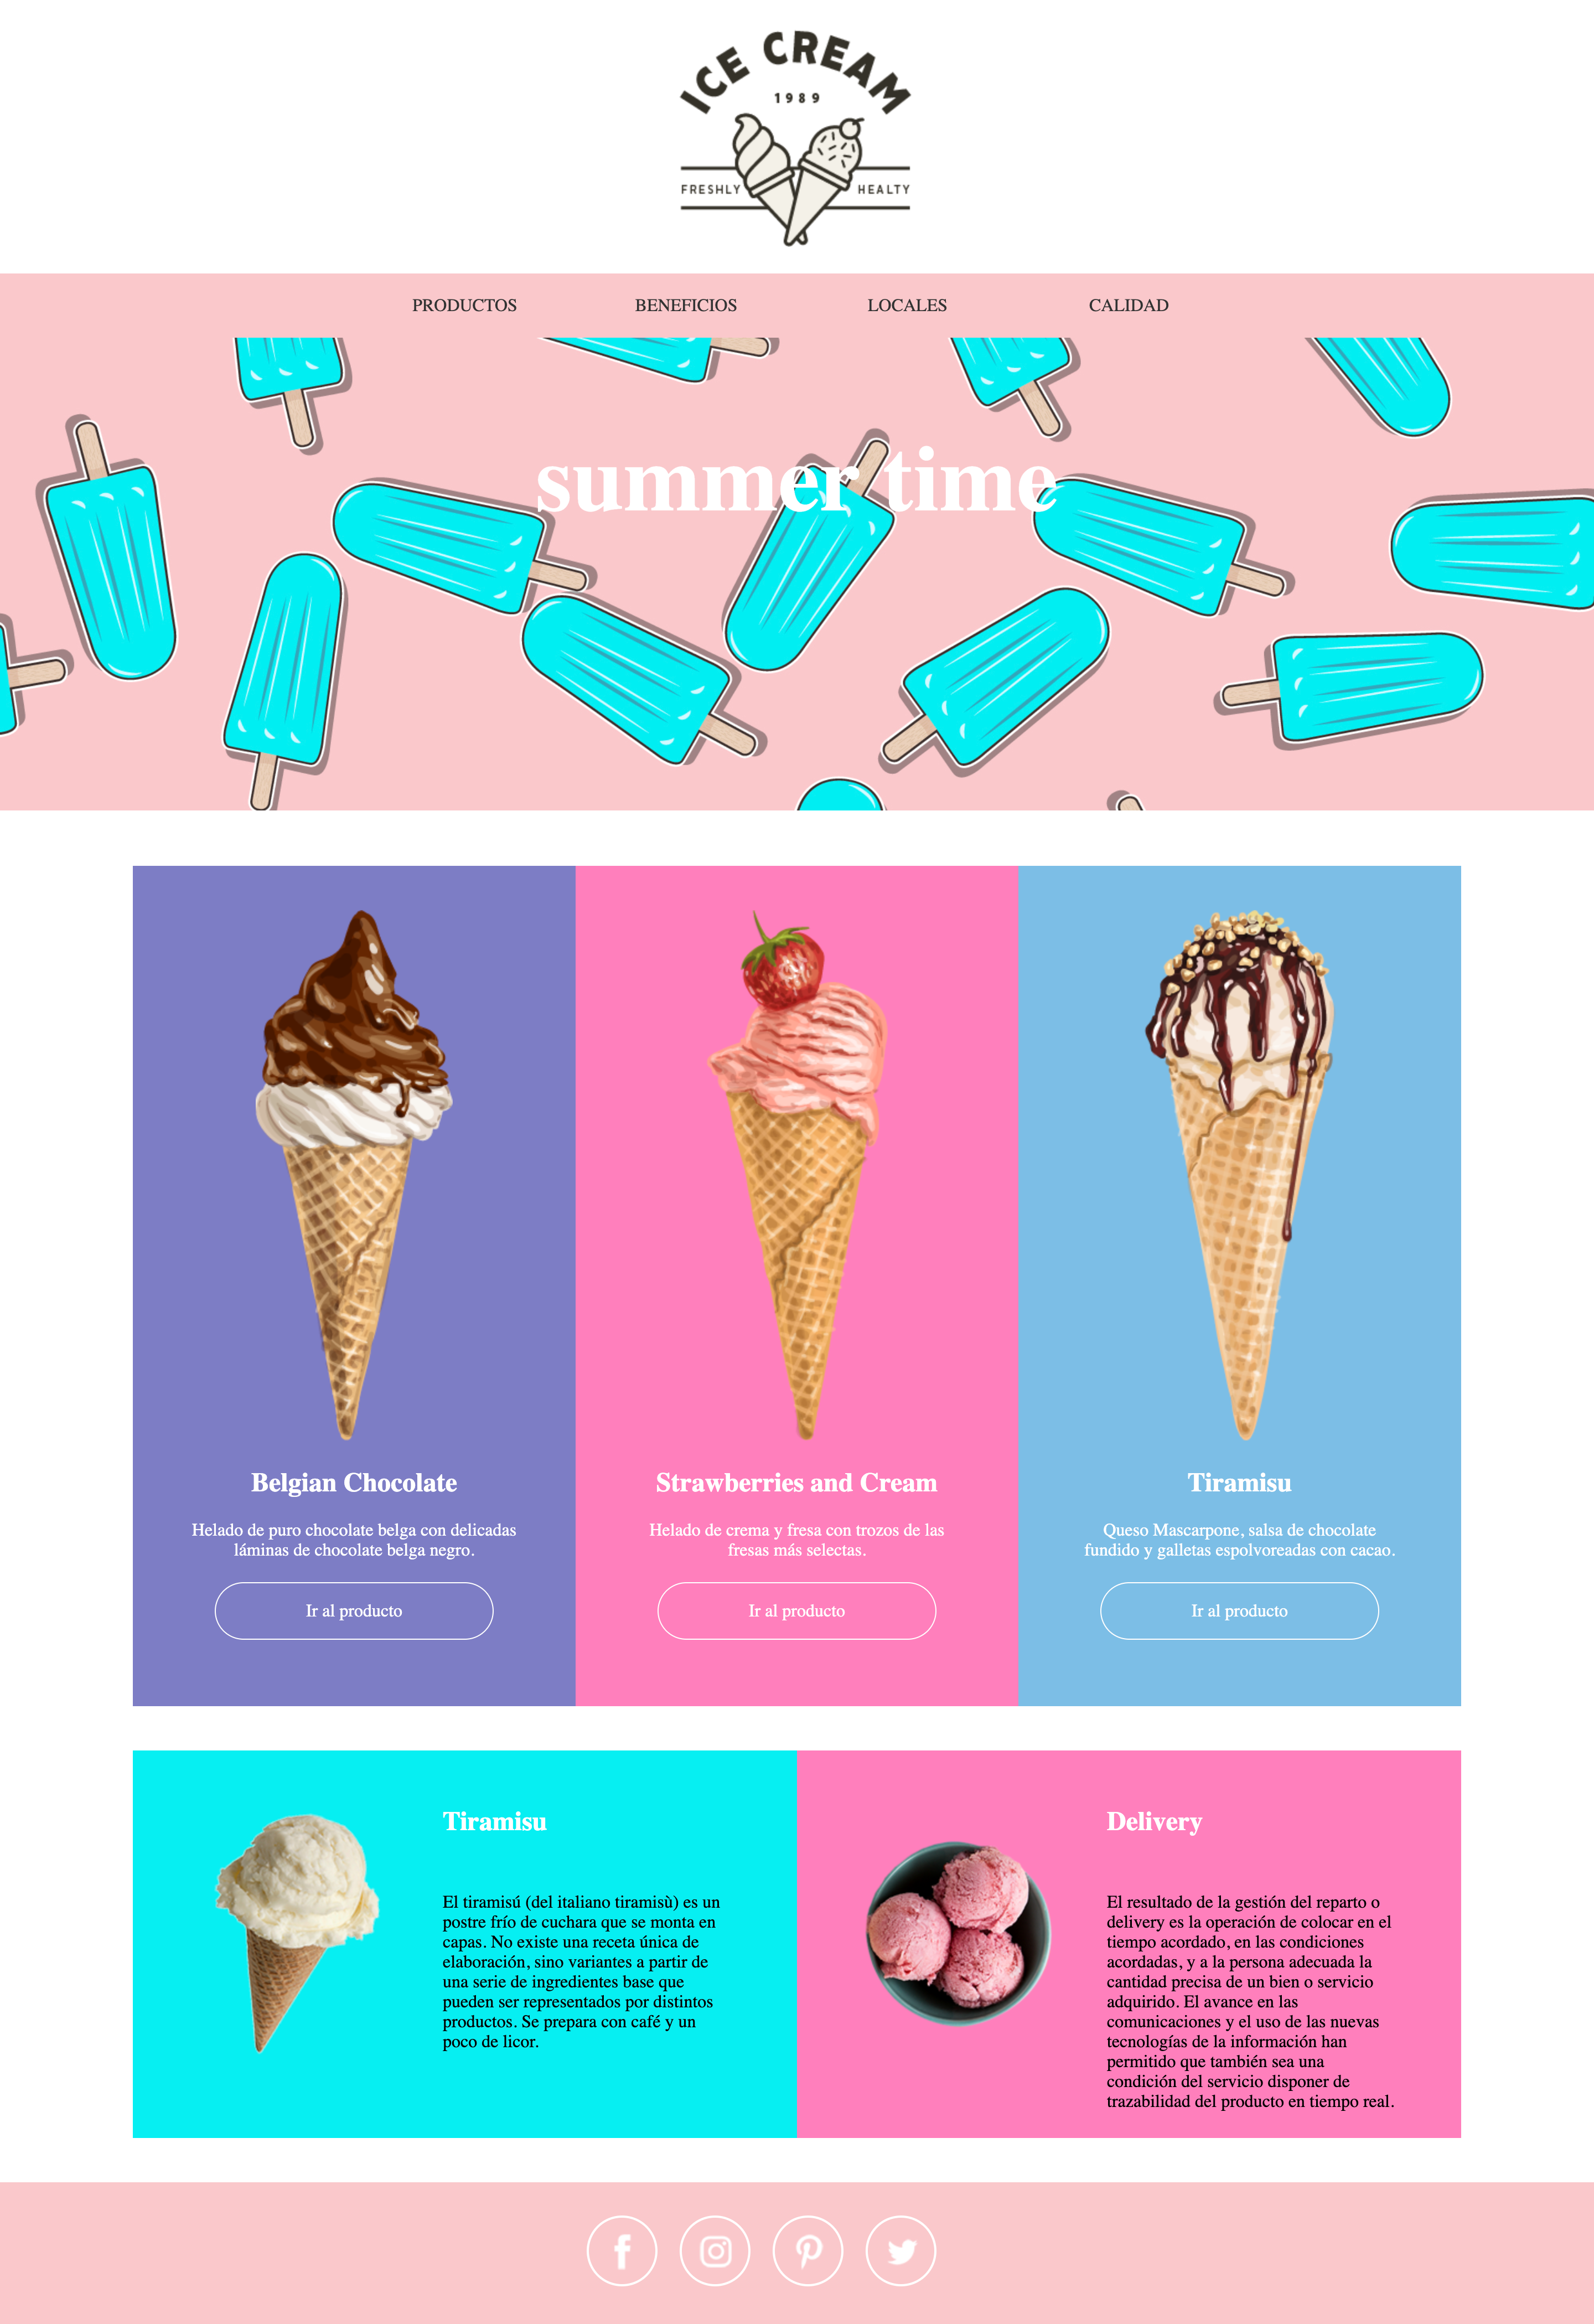 ICE CREAM
1989
FRESHLY HEALTY
PRODUCTOS BENEFICIOS LOCALES CALIDAD
summer time
Belgian Chocolate
Helado de puro chocolate belga con delicadas
láminas de chocolate belga negro.
Ir al producto
Strawberries and Cream
Helado de crema y fresa con trozos de las
fresas más selectas.
Ir al producto
Tiramisu
Queso Mascarpone, salsa de chocolate
fundido y galletas espolvoreadas con cacao.
Ir al producto
Tiramisu
El tiramisú (del italiano tiramisù) es un
postre frío de cuchara que se monta en
capas. No existe una receta única de
elaboración, sino variantes a partir de
una serie de ingredientes base que
pueden ser representados por distintos
productos. Se prepara con café y un
poco de licor.
Delivery
El resultado de la gestión del reparto o
delivery es la operación de colocar en el
tiempo acordado, en las condiciones
acordadas, y a la persona adecuada la
cantidad precisa de un bien o servicio
adquirido. El avance en las
comunicaciones y el uso de las nuevas
tecnologías de la información han
permitido que también sea una
condición del servicio disponer de
trazabilidad del producto en tiempo real.